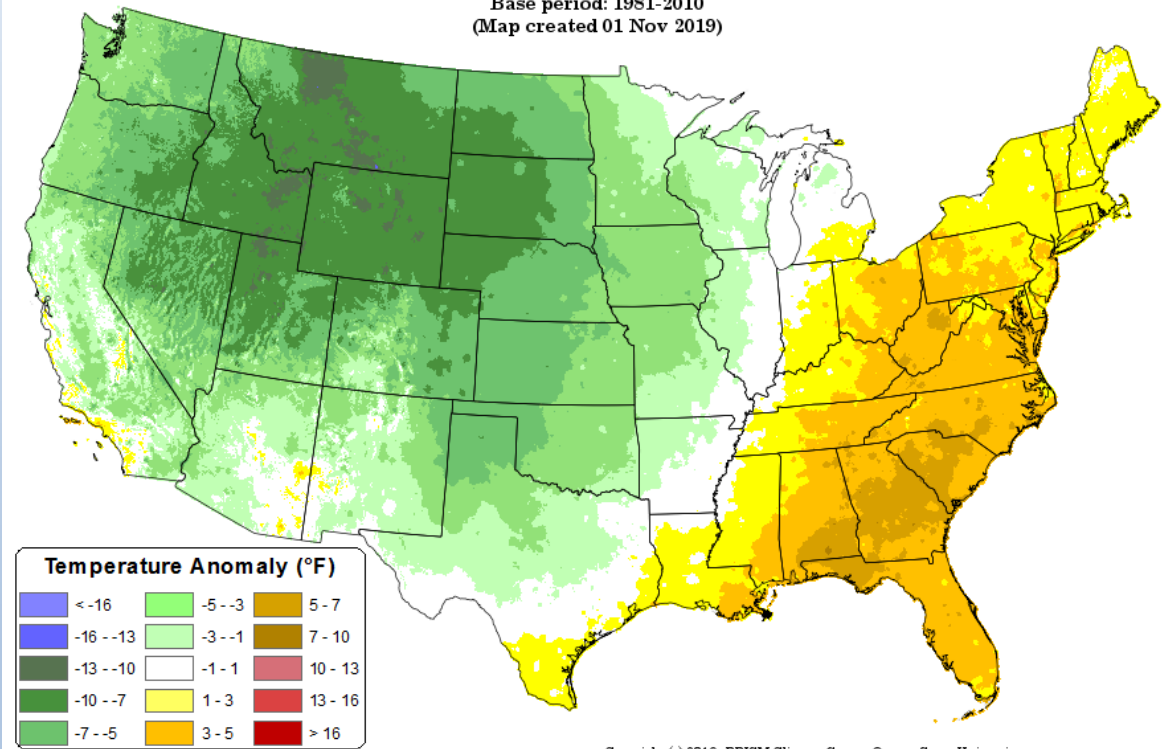 Base period: 1981-2010
(Map created 01 Nov 2019)
Temperature Anomaly (°F)
< -16
-16 - -13
-13 - -10
-10 - -7
-7 - -5
-5 - -3
-3 - -1
-1 - 1
1 - 3
3 - 5
5 - 7
7 - 10
10 - 13
13 - 16
> 16